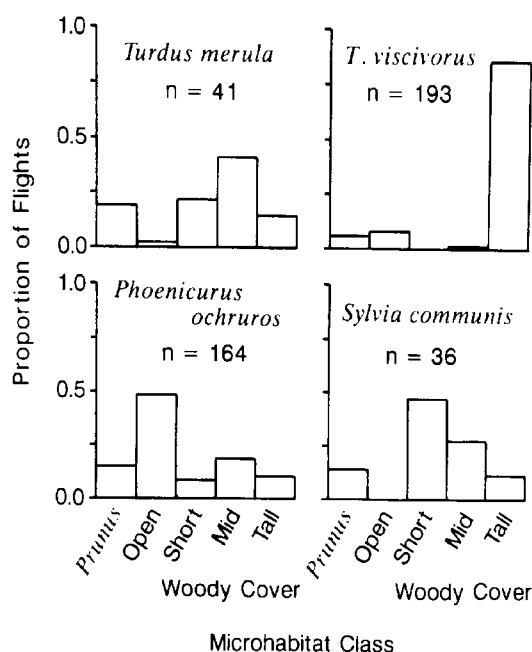 Proportion of Flights
1.0
0.5
0.0
Turdus merula
n = 41
T. viscivorus
n = 193
1.0
0.5
0.0
Phoenicurus
ochruros
n = 164
Sylvia communis
n = 36
Prunus
Open
Short
Mid
Tall
Prunus
Open
Short
Mid
Tall
Woody Cover
Woody Cover
Microhabitat Class